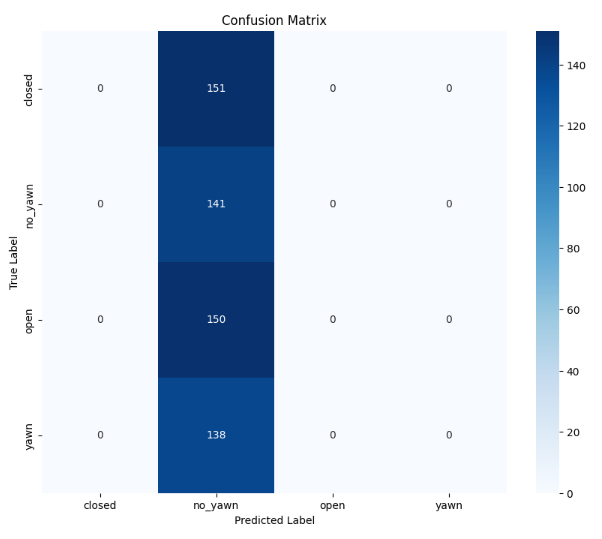 Confusion Matrix
True Label
closed
0 151 0 0
no_yawn
0 141 0 0
open
0 150 0 0
yawn
0 138 0 0
closed no_yawn open yawn
Predicted Label
140
120
100
80
60
40
20
0